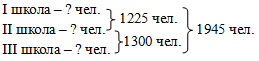 I школа – ? чел.
II школа – ? чел.
III школа – ? чел.
1225 чел.
1300 чел.
1945 чел.